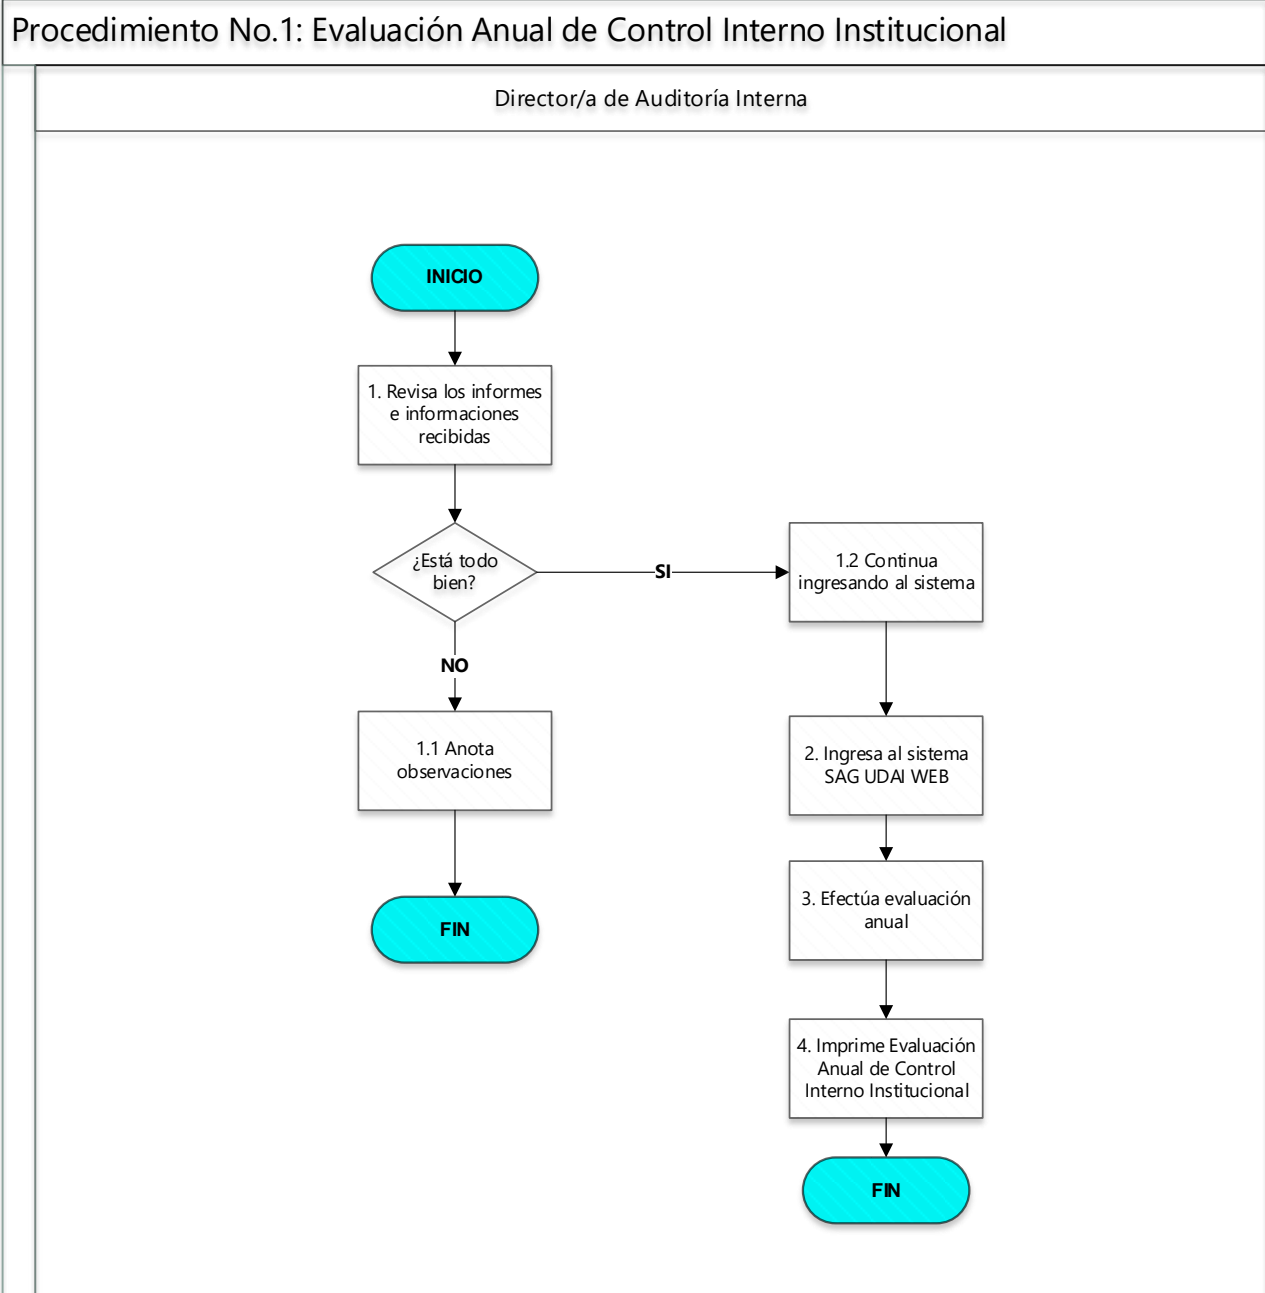 Procedimiento No.1: Evaluación Anual de Control Interno Institucional
Director/a de Auditoría Interna
INICIO
1. Revisa los informes
e informaciones
recibidas
¿Está todo
bien?
SI
1.2 Continua
ingresando al sistema
NO
1.1 Anota
observaciones
FIN
2. Ingresa al sistema
SAG UDAI WEB
3. Efectúa evaluación
anual
4. Imprime Evaluación
Anual de Control
Interno Institucional
FIN